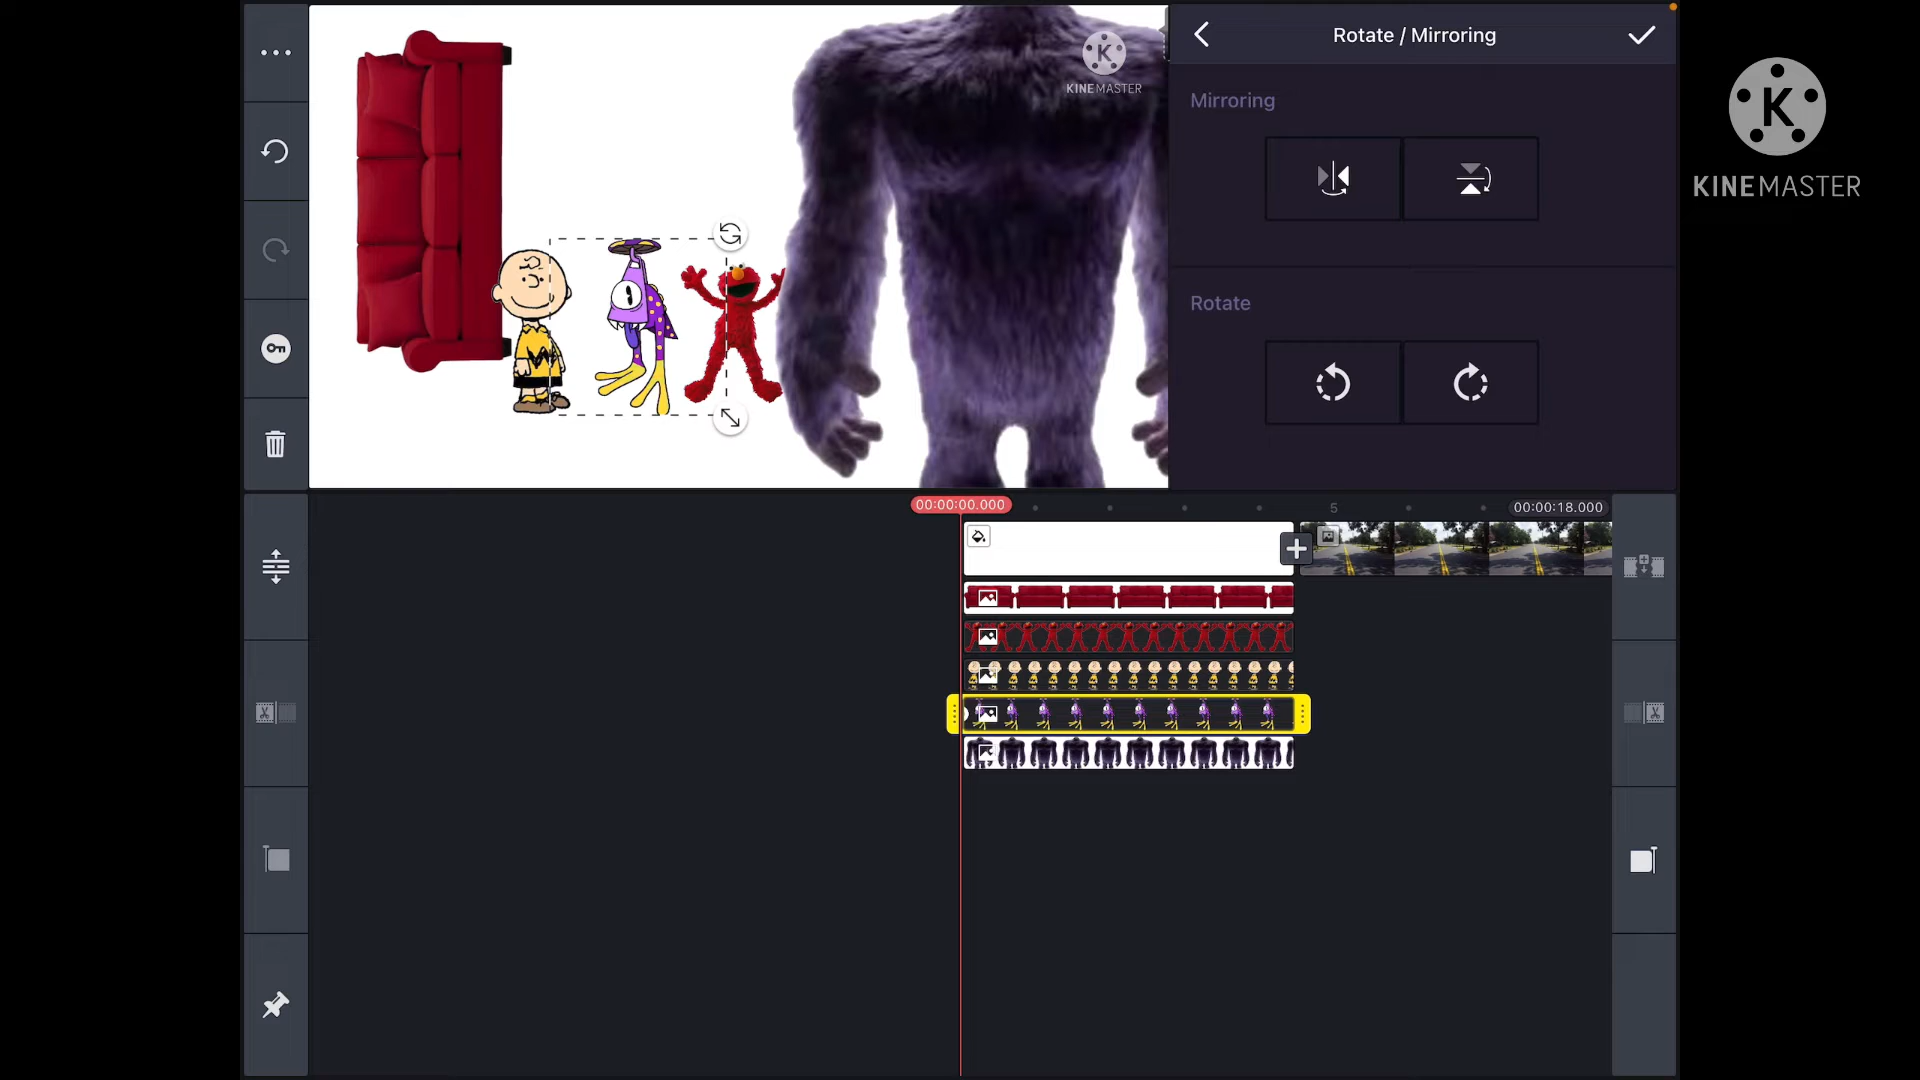 Rotate / Mirroring
KINEMASTER
Mirroring
KINEMASTER
Rotate
00:00:00.000
5
00:00:18.000